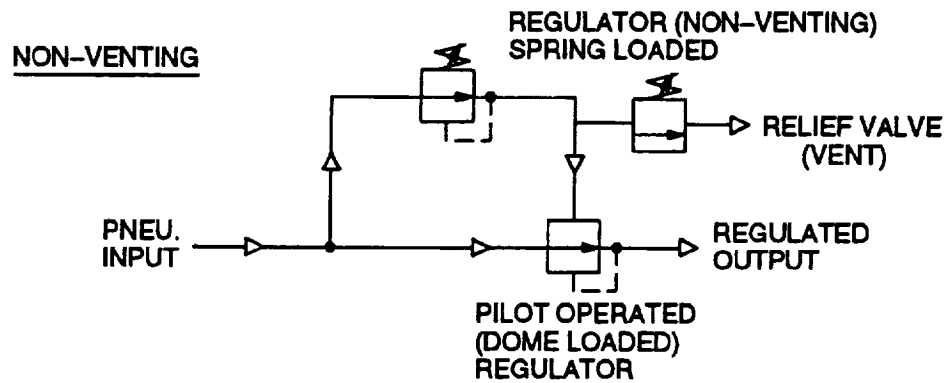 NON-VENTING
REGULATOR (NON-VENTING)
SPRING LOADED
RELIEF VALVE
(VENT)
PNEU.
INPUT
REGULATED
OUTPUT
PILOT OPERATED
(DOME LOADED)
REGULATOR